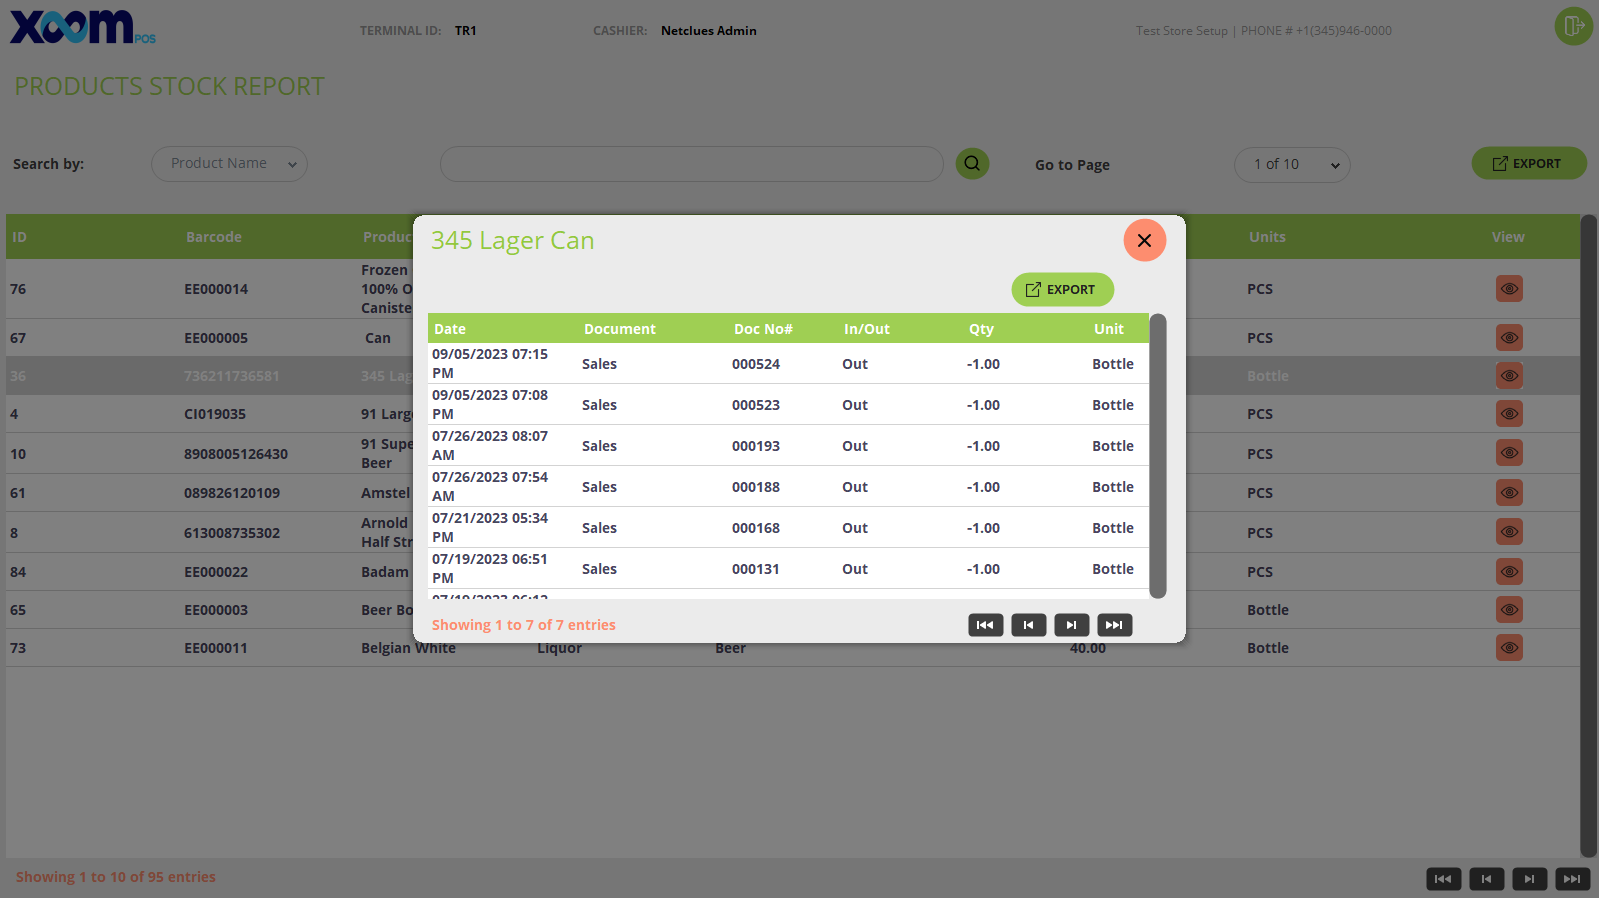 xoom POS
TERMINAL ID: TR1 CASHIER: Netclues Admin Test Store Setup | PHONE # +1(345)946-0000
PRODUCTS STOCK REPORT
Search by: Product Name Go to Page 1 of 10 EXPORT
ID Barcode Units View
76 EE000014 Frozen PCS
100%
67 EE000005 Can PCS
36 736211736581 345 Bottle
4 CI019035 91 PCS
10 8908005126430 91 PCS
Beer
61 089826120109 Amstel PCS
8 613008735302 Arnold PCS
Half
84 EE000022 Badam PCS
65 EE000003 Beer Bottle
73 EE000011 Belgian White Liquor Beer 40.00 Bottle
Showing 1 to 10 of 95 entries
345 Lager Can
EXPORT
Date Document Doc No# In/Out Qty Unit
09/05/2023 07:15 PM Sales 000524 Out -1.00 Bottle
09/05/2023 07:08 PM Sales 000523 Out -1.00 Bottle
07/26/2023 08:07 AM Sales 000193 Out -1.00 Bottle
07/26/2023 07:54 AM Sales 000188 Out -1.00 Bottle
07/21/2023 05:34 PM Sales 000168 Out -1.00 Bottle
07/19/2023 06:51 PM Sales 000131 Out -1.00 Bottle
Showing 1 to 7 of 7 entries